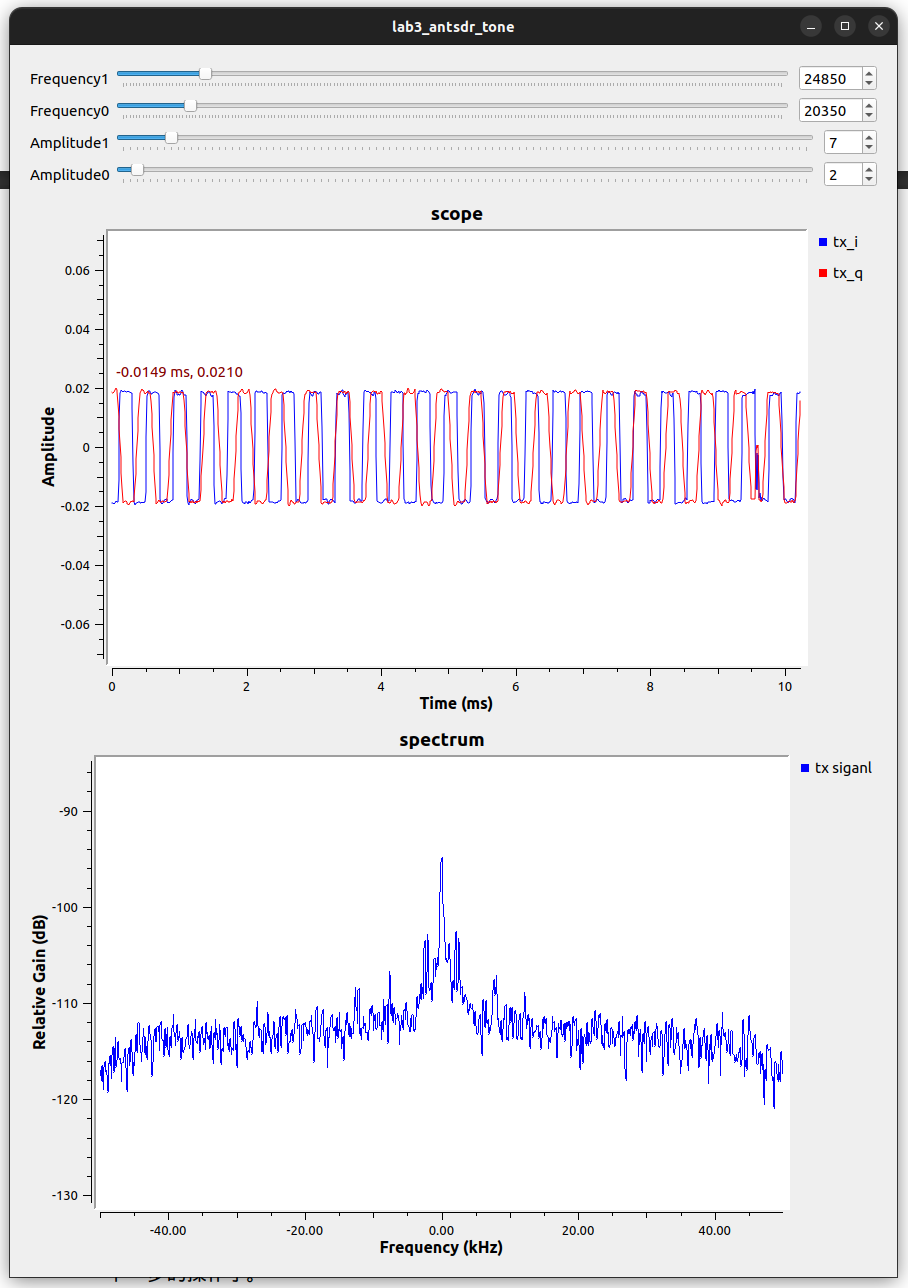 lab3_antsdr_tone
Frequency1 24850
Frequency0 20350
Amplitude1 7
Amplitude0 2
scope
tx_i
tx_q
-0.0149 ms, 0.0210
0.06
0.04
0.02
0
-0.02
-0.04
-0.06
Amplitude
0 2 4 6 8 10
Time (ms)
spectrum
tx siganl
-90
-100
-110
-120
-130
Relative Gain (dB)
-40.00 -20.00 0.00 20.00 40.00
Frequency (kHz)